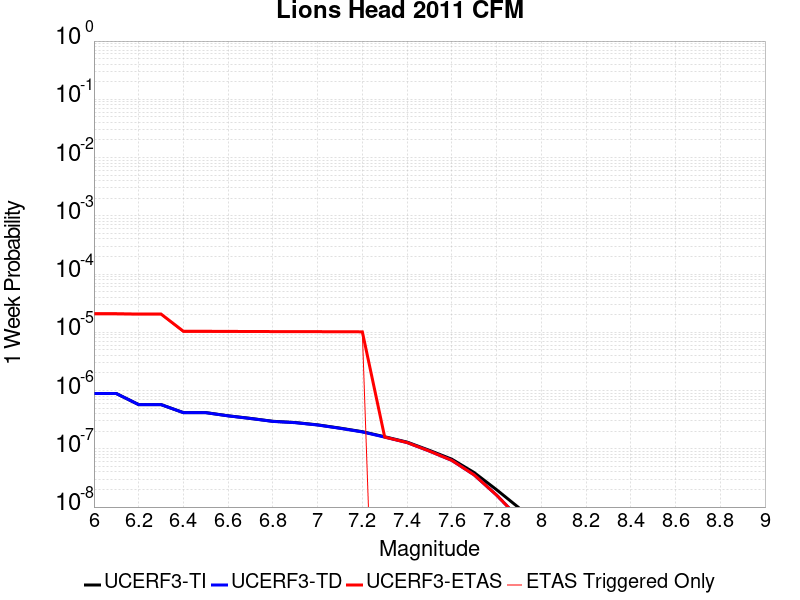 Lions Head 2011 CFM
10^0
10^-1
10^-2
10^-3
10^-4
10^-5
10^-6
10^-7
10^-8
1 Week Probability
6 6.2 6.4 6.6 6.8 7 7.2 7.4 7.6 7.8 8 8.2 8.4 8.6 8.8 9
Magnitude
UCERF3-TI UCERF3-TD UCERF3-ETAS ETAS Triggered Only